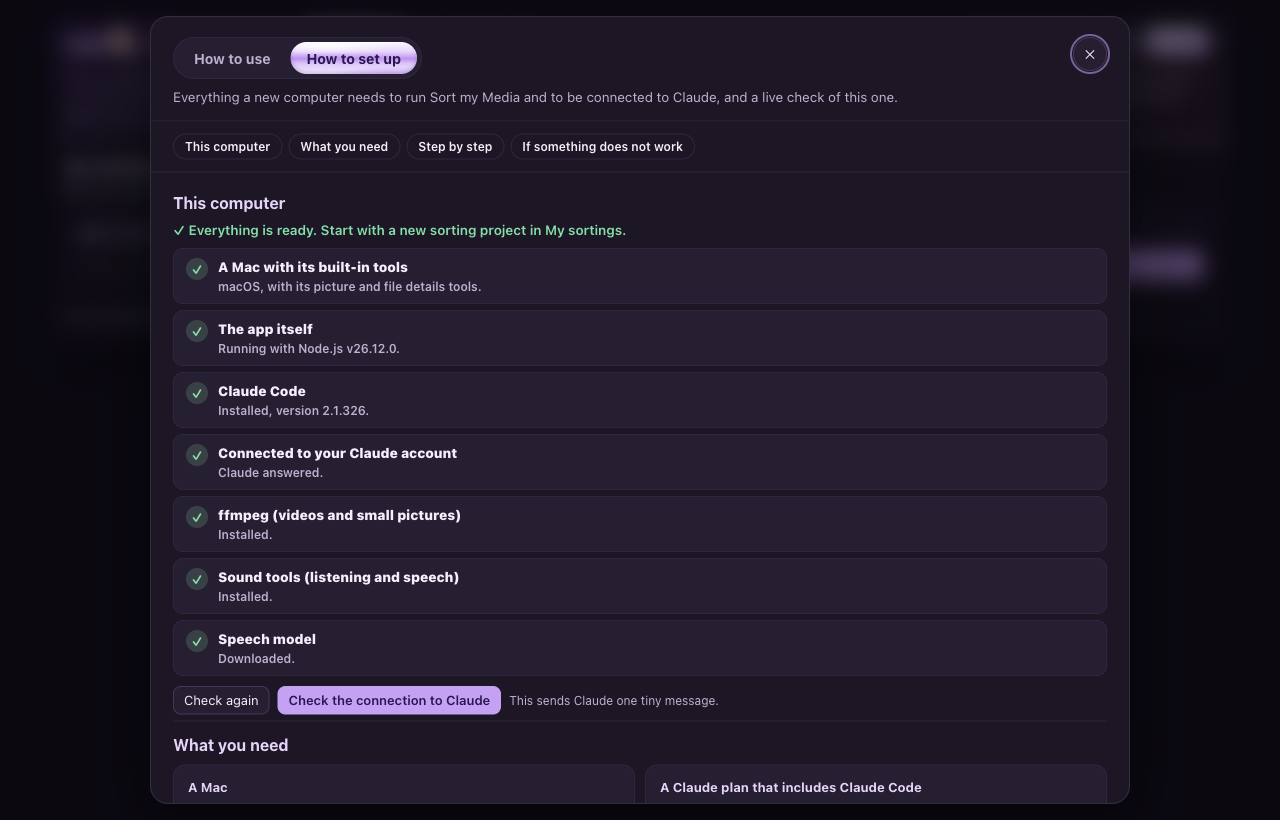 How to use
How to set up
Everything a new computer needs to run Sort my Media and to be connected to Claude, and a live check of this one.
This computer
What you need
Step by step
If something does not work
This computer
✓ Everything is ready. Start with a new sorting project in My sortings.
A Mac with its built-in tools
macOS, with its picture and file details tools.
The app itself
Running with Node.js v26.12.0.
Claude Code
Installed, version 2.1.326.
Connected to your Claude account
Claude answered.
ffmpeg (videos and small pictures)
Installed.
Sound tools (listening and speech)
Installed.
Speech model
Downloaded.
Check again
Check the connection to Claude
This sends Claude one tiny message.
What you need
A Mac
A Claude plan that includes Claude Code